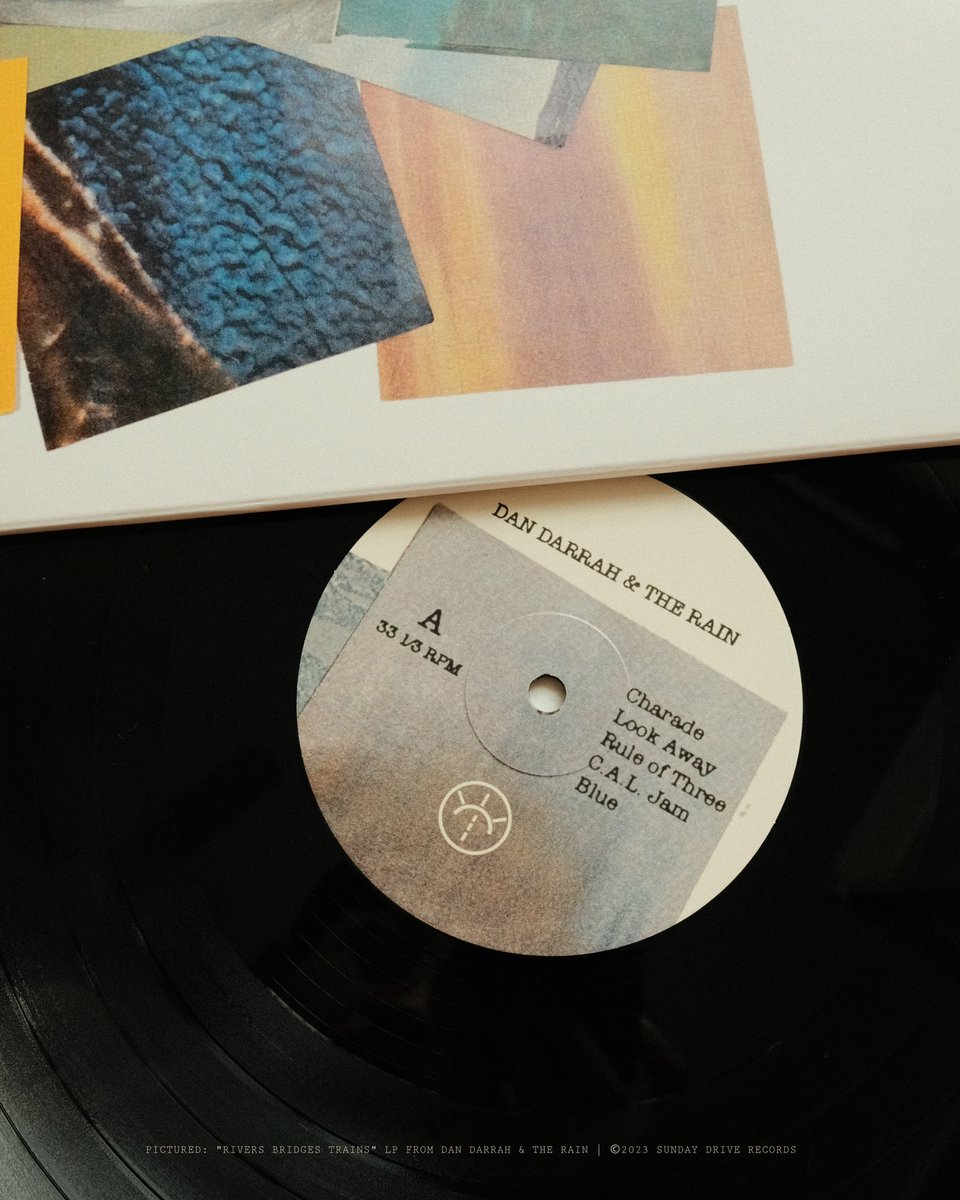 DAN DARRAH & THE RAIN
A
33 1/3 RPM
Charade
Look Away
Rule of Three
C.A.L. Jam
Blue
PICTURED: "RIVERS BRIDGES TRAINS" LP FROM DAN DARRAH & THE RAIN | ©2023 SUNDAY DRIVE RECORDS